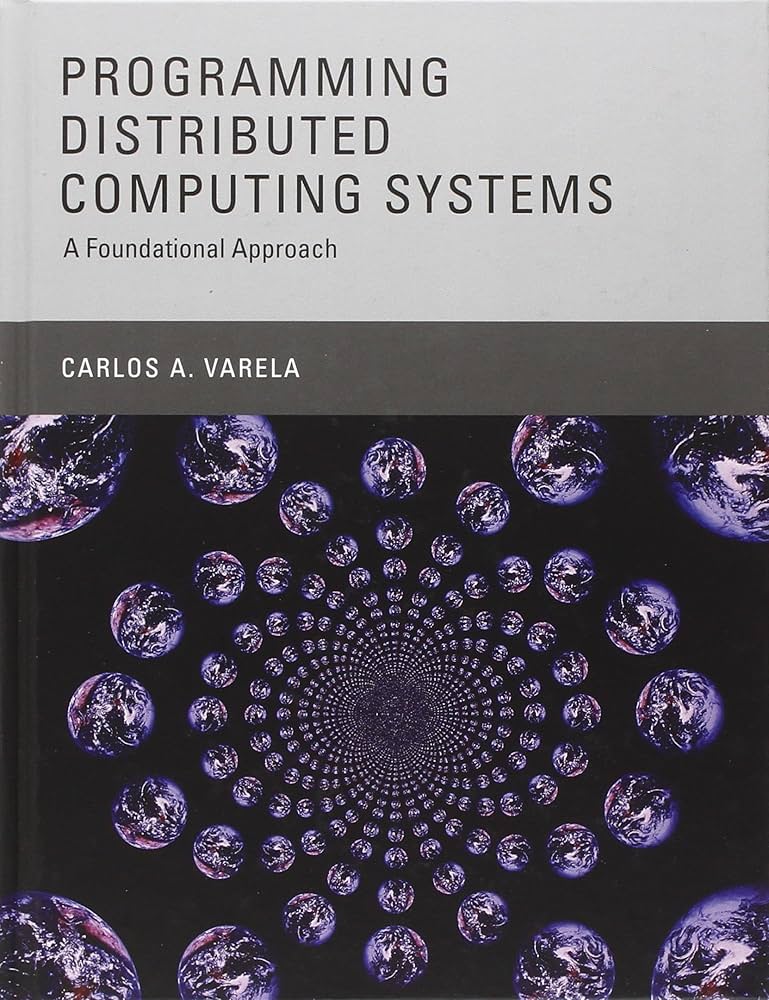 PROGRAMMING
DISTRIBUTED
COMPUTING SYSTEMS
A Foundational Approach
CARLOS A. VARELA